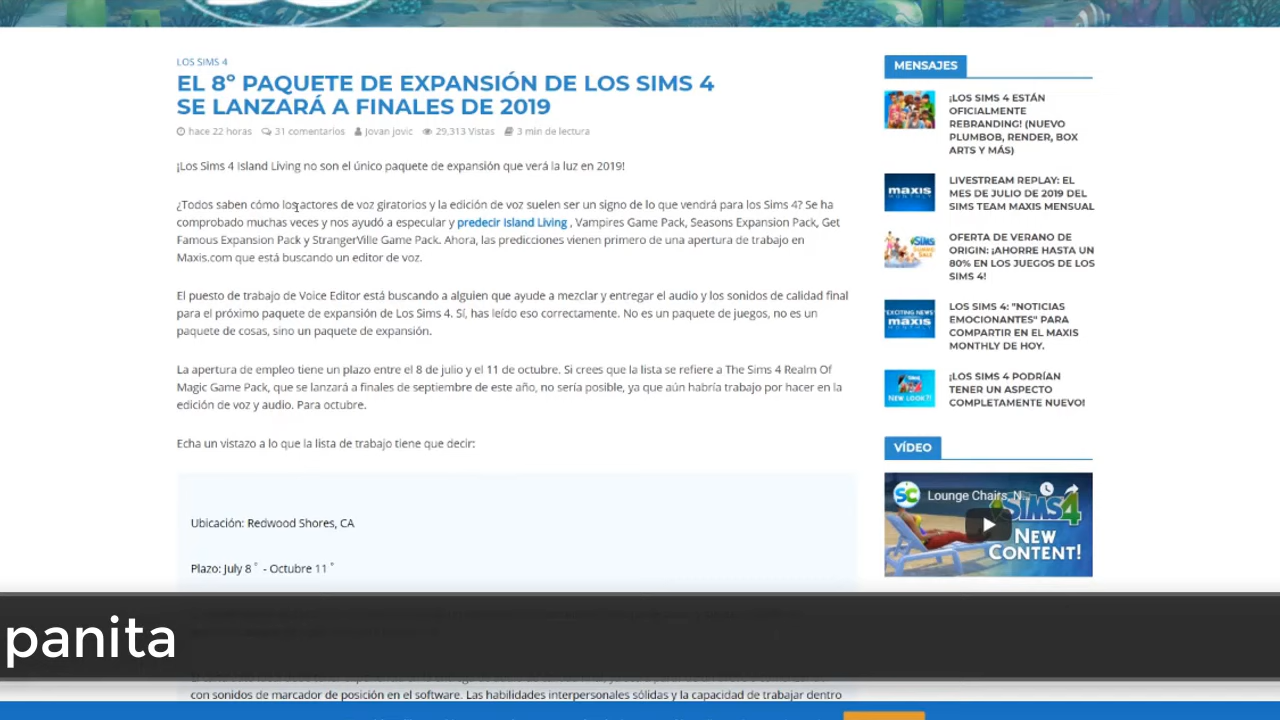 LOS SIMS 4
EL 8º PAQUETE DE EXPANSIÓN DE LOS SIMS 4
SE LANZARÁ A FINALES DE 2019
hace 22 horas 31 comentarios Jovan jovic 29,313 Vistas 3 min de lectura
¡Los Sims 4 Island Living no son el único paquete de expansión que verá la luz en 2019!
¿Todos saben cómo los actores de voz giratorios y la edición de voz suelen ser un signo de lo que vendrá para los Sims 4? Se ha
comprobado muchas veces y nos ayudó a especular y predecir Island Living , Vampires Game Pack, Seasons Expansion Pack, Get
Famous Expansion Pack y StrangerVille Game Pack. Ahora, las predicciones vienen primero de una apertura de trabajo en
Maxis.com que está buscando un editor de voz.
El puesto de trabajo de Voice Editor está buscando a alguien que ayude a mezclar y entregar el audio y los sonidos de calidad final
para el próximo paquete de expansión de Los Sims 4. Sí, has leído eso correctamente. No es un paquete de juegos, no es un
paquete de cosas, sino un paquete de expansión.
La apertura de empleo tiene un plazo entre el 8 de julio y el 11 de octubre. Si crees que la lista se refiere a The Sims 4 Realm Of
Magic Game Pack, que se lanzará a finales de septiembre de este año, no sería posible, ya que aún habría trabajo por hacer en la
edición de voz y audio. Para octubre.
Echa un vistazo a lo que la lista de trabajo tiene que decir:
Ubicación: Redwood Shores, CA
Plazo: July 8 ° - Octubre 11 °
con sonidos de marcador de posición en el software. Las habilidades interpersonales sólidas y la capacidad de trabajar dentro
panita
MENSAJES
¡LOS SIMS 4 ESTÁN
OFICIALMENTE
REBRANDING! (NUEVO
PLUMBOB, RENDER, BOX
ARTS Y MÁS)
maxis
LIVESTREAM REPLAY: EL
MES DE JULIO DE 2019 DEL
SIMS TEAM MAXIS MENSUAL
OFERTA DE VERANO DE
ORIGIN: ¡AHORRE HASTA UN
80% EN LOS JUEGOS DE LOS
SIMS 4!
"EXCITING NEWS"
maxis
MONTHLY
LOS SIMS 4: "NOTICIAS
EMOCIONANTES" PARA
COMPARTIR EN EL MAXIS
MONTHLY DE HOY.
NEW LOOK?!
¡LOS SIMS 4 PODRÍAN
TENER UN ASPECTO
COMPLETAMENTE NUEVO!
VÍDEO
SC
Lounge Chairs, N...
SIMS 4
NEW
CONTENT!